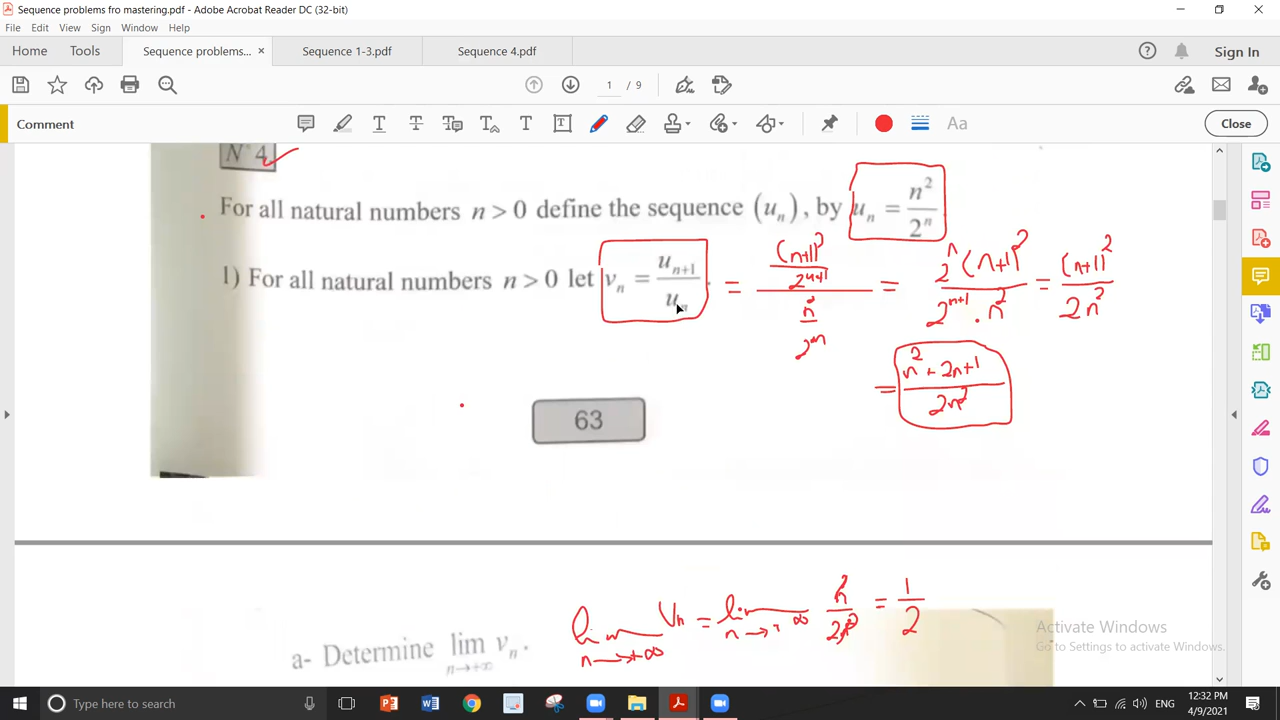 Sequence problems fro mastering.pdf - Adobe Acrobat Reader DC (32-bit)
File Edit View Sign Window Help
Home Tools Sequence problems... × Sequence 1-3.pdf Sequence 4.pdf Sign In
1 / 9
Comment Aa Close
N° 4
For all natural numbers n > 0 define the sequence (u_n), by u_n = n^2 / 2^n
1) For all natural numbers n > 0 let v_n = u_{n+1} / u_n . = ((n+1)^2 / 2^{n+1}) / (n^2 / 2^n) = 2^n (n+1)^2 / 2^{n+1} . n^2 = (n+1)^2 / 2n^2
= n^2 + 2n+1 / 2n^2
63
lim n→+∞ V_n = lim n→+∞ n^2 / 2n^2 = 1/2
a- Determine lim n→+∞ v_n .
Activate Windows
Go to Settings to activate Windows.
Type here to search
ENG
12:32 PM
4/9/2021